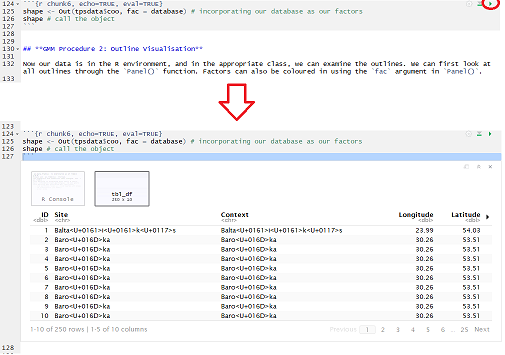 124 ```{r chunk6, echo=TRUE, eval=TRUE}
125 shape <- Out(tpsdata$coo, fac = database) # incorporating our database as our factors
126 shape # call the object
127 ```
128
129
130 ## **GMM Procedure 2: Outline Visualisation**
131
132 Now our data is in the R environment, and in the appropriate class, we can examine the outlines. We can first look at
all outlines through the `Panel()` function. Factors can also be coloured in using the `fac` argument in `Panel()`.
133
123
124 ```{r chunk6, echo=TRUE, eval=TRUE}
125 shape <- Out(tpsdata$coo, fac = database) # incorporating our database as our factors
126 shape # call the object
127 ```
R Console
tbl_df
250 x 10
ID Site Context Longitude Latitude
<dbl> <chr> <chr> <dbl> <dbl>
1 Balta<U+0161>i<U+0161>k<U+0117>s Balta<U+0161>i<U+0161>k<U+0117>s 23.99 54.03
2 Baro<U+016D>ka Baro<U+016D>ka 30.26 53.51
3 Baro<U+016D>ka Baro<U+016D>ka 30.26 53.51
4 Baro<U+016D>ka Baro<U+016D>ka 30.26 53.51
5 Baro<U+016D>ka Baro<U+016D>ka 30.26 53.51
6 Baro<U+016D>ka Baro<U+016D>ka 30.26 53.51
7 Baro<U+016D>ka Baro<U+016D>ka 30.26 53.51
8 Baro<U+016D>ka Baro<U+016D>ka 30.26 53.51
9 Baro<U+016D>ka Baro<U+016D>ka 30.26 53.51
10 Baro<U+016D>ka Baro<U+016D>ka 30.26 53.51
1-10 of 250 rows | 1-5 of 10 columns Previous 1 2 3 4 5 6 ... 25 Next
128